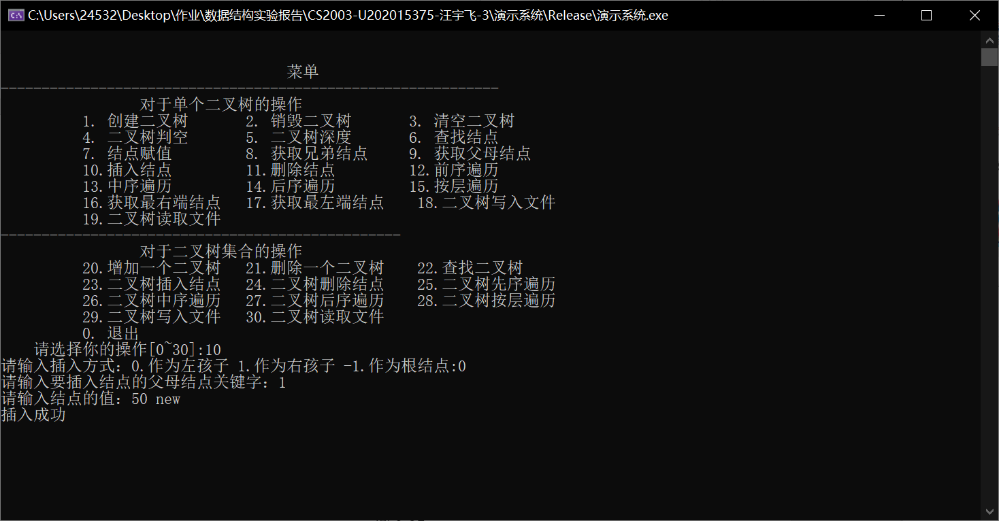 C:\Users\24532\Desktop\作业\数据结构实验报告\CS2003-U202015375-汪宇飞-3\演示系统\Release\演示系统.exe
菜单
-------------------------------------------------------------
对于单个二叉树的操作
1. 创建二叉树 2. 销毁二叉树 3. 清空二叉树
4. 二叉树判空 5. 二叉树深度 6. 查找结点
7. 结点赋值 8. 获取兄弟结点 9. 获取父母结点
10.插入结点 11.删除结点 12.前序遍历
13.中序遍历 14.后序遍历 15.按层遍历
16.获取最右端结点 17.获取最左端结点 18.二叉树写入文件
19.二叉树读取文件
-------------------------------------------------
对于二叉树集合的操作
20.增加一个二叉树 21.删除一个二叉树 22.查找二叉树
23.二叉树插入结点 24.二叉树删除结点 25.二叉树先序遍历
26.二叉树中序遍历 27.二叉树后序遍历 28.二叉树按层遍历
29.二叉树写入文件 30.二叉树读取文件
0. 退出
请选择你的操作[0~30]:10
请输入插入方式：0.作为左孩子 1.作为右孩子 -1.作为根结点:0
请输入要插入结点的父母结点关键字：1
请输入结点的值：50 new
插入成功